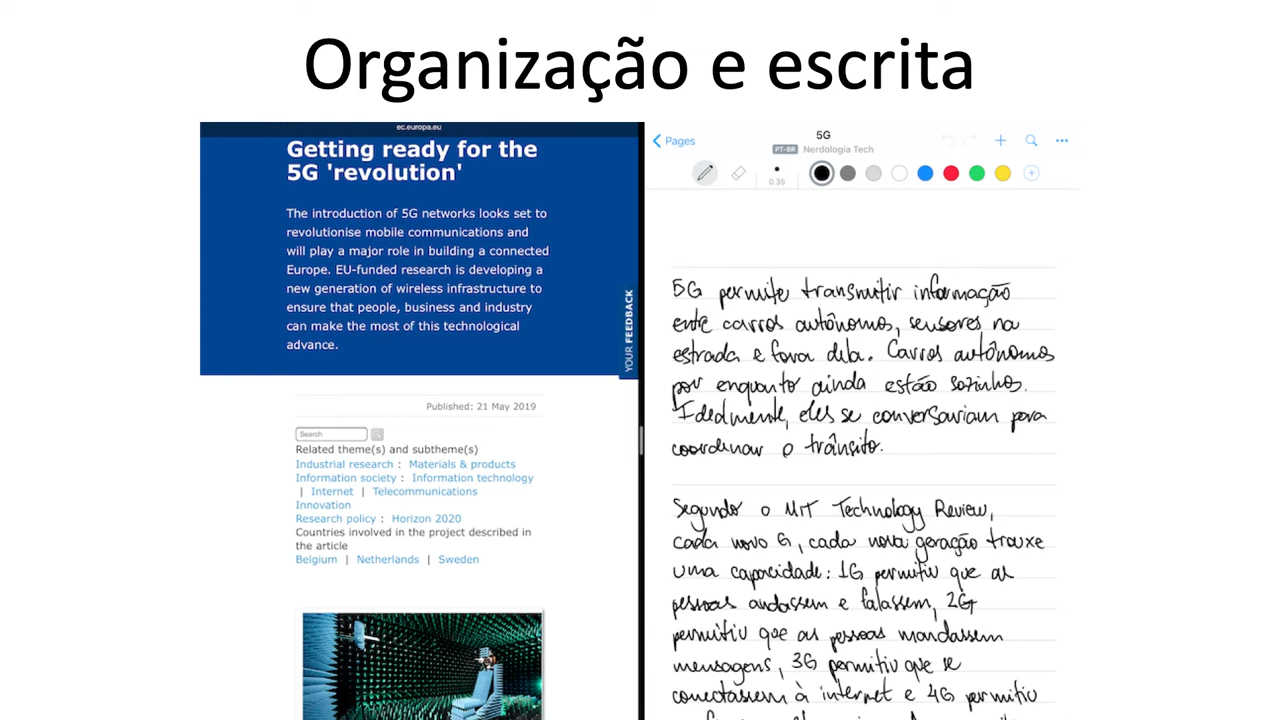 Organização e escrita
ec.europa.eu
Getting ready for the
5G 'revolution'
The introduction of 5G networks looks set to
revolutionise mobile communications and
will play a major role in building a connected
Europe. EU-funded research is developing a
new generation of wireless infrastructure to
ensure that people, business and industry
can make the most of this technological
advance.
YOUR FEEDBACK
Published: 21 May 2019
Search
Related theme(s) and subtheme(s)
Industrial research : Materials & products
Information society : Information technology
| Internet | Telecommunications
Innovation
Research policy : Horizon 2020
Countries involved in the project described in
the article
Belgium | Netherlands | Sweden
Pages
5G
PT-BR Nerdologia Tech
0.35
5G permite transmitir informação
entre carros autônomos, sensores na
estrada e fora dela. Carros autônomos
por enquanto ainda estão sozinhos.
Idealmente, eles se conversariam para
coordenar o trânsito.
Segundo o MIT Technology Review,
cada novo G, cada nova geração trouxe
uma capacidade: 1G permitiu que as
pessoas andassem e falassem, 2G
permitiu que as pessoas mandassem
mensagens, 3G permitiu que se
conectassem à internet e 4G permitiu